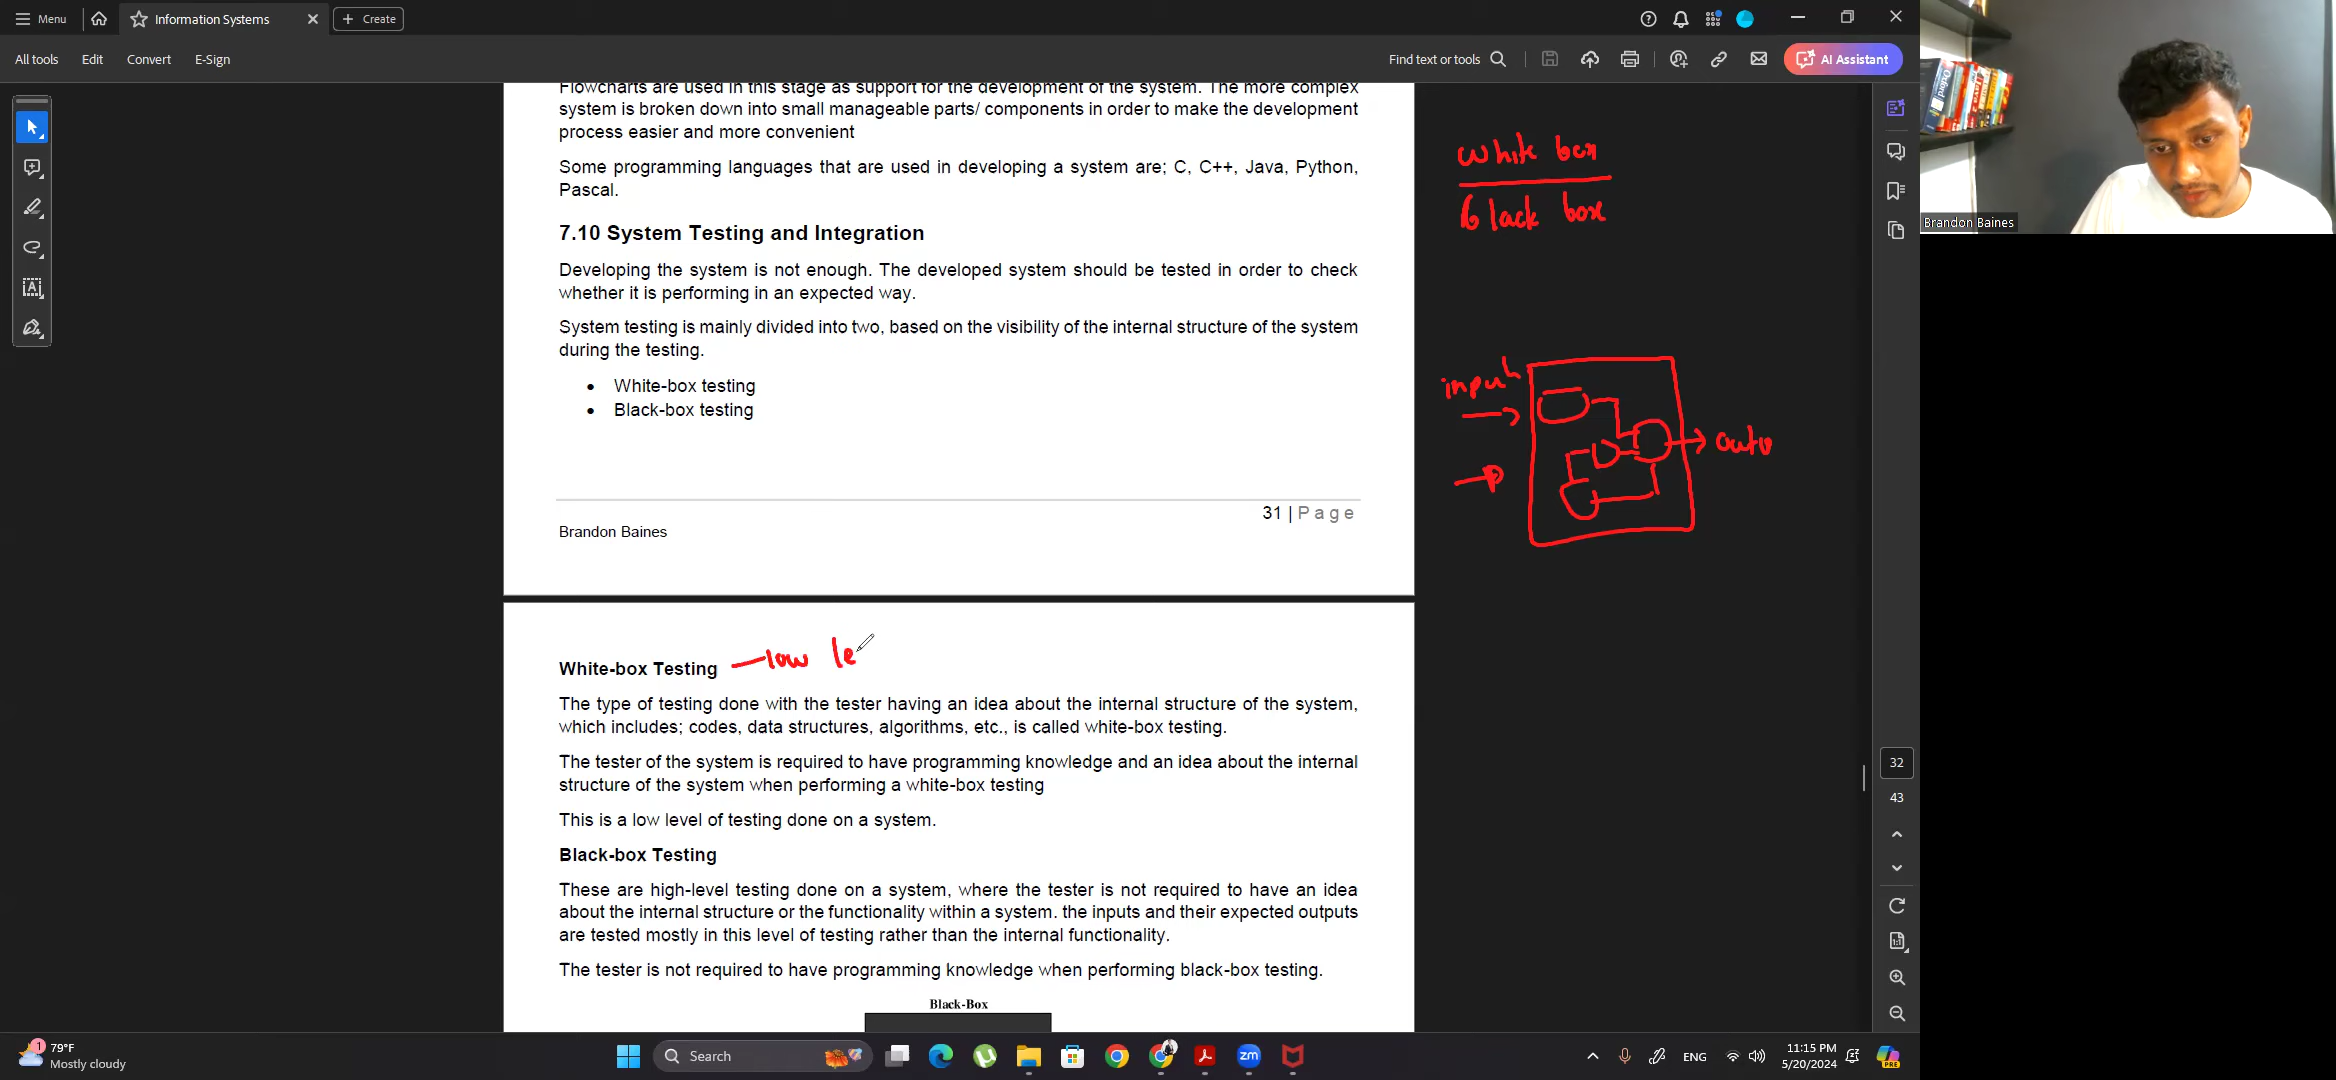 Menu
Information Systems
Create
All tools
Edit
Convert
E-Sign
Find text or tools
AI Assistant
Flowcharts are used in this stage as support for the development of the system. The more complex
system is broken down into small manageable parts/ components in order to make the development
process easier and more convenient
Some programming languages that are used in developing a system are; C, C++, Java, Python,
Pascal.
7.10 System Testing and Integration
Developing the system is not enough. The developed system should be tested in order to check
whether it is performing in an expected way.
System testing is mainly divided into two, based on the visibility of the internal structure of the system
during the testing.
• White-box testing
• Black-box testing
31 | Page
Brandon Baines
White box
Black box
input
White-box Testing
low le
The type of testing done with the tester having an idea about the internal structure of the system,
which includes; codes, data structures, algorithms, etc., is called white-box testing.
The tester of the system is required to have programming knowledge and an idea about the internal
structure of the system when performing a white-box testing
This is a low level of testing done on a system.
Black-box Testing
These are high-level testing done on a system, where the tester is not required to have an idea
about the internal structure or the functionality within a system. the inputs and their expected outputs
are tested mostly in this level of testing rather than the internal functionality.
The tester is not required to have programming knowledge when performing black-box testing.
Black-Box
32
43
Brandon Baines
79°F
Mostly cloudy
Search
zm
ENG
11:15 PM
5/20/2024